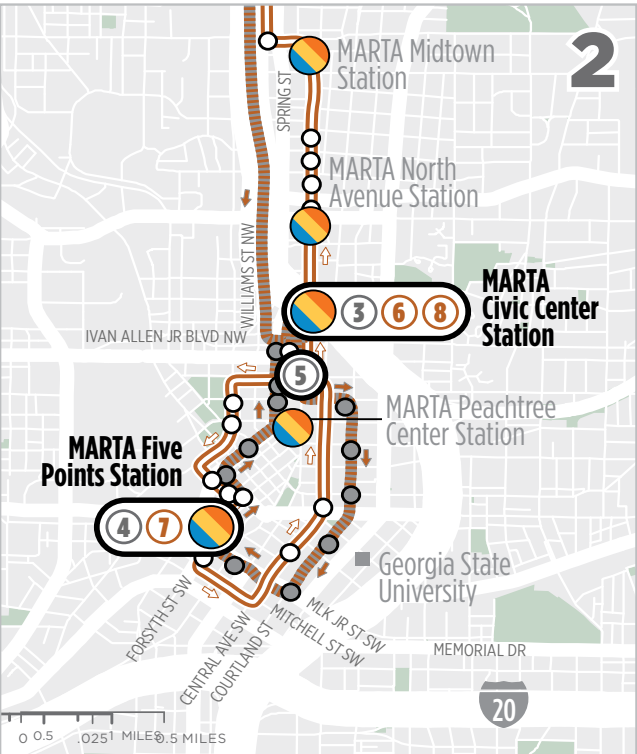 2
MARTA Midtown
Station
SPRING ST
MARTA North
Avenue Station
WILLIAMS ST NW
MARTA
Civic Center
Station
3 6 8
IVAN ALLEN JR BLVD NW
5
MARTA Peachtree
Center Station
MARTA Five
Points Station
4 7
Georgia State
University
FORSYTH ST SW
CENTRAL AVE SW
COURTLAND ST
MITCHELL ST SW
MLK JR ST SW
MEMORIAL DR
20
0 0.5 .025 1 MILES 0.5 MILES